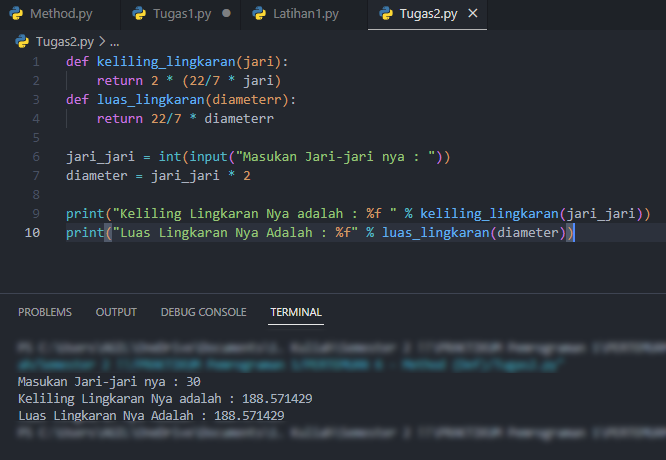 Method.py Tugas1.py Latihan1.py Tugas2.py
Tugas2.py > ...
1 def keliling_lingkaran(jari):
2     return 2 * (22/7 * jari)
3 def luas_lingkaran(diameterr):
4     return 22/7 * diameterr
5
6 jari_jari = int(input("Masukan Jari-jari nya : "))
7 diameter = jari_jari * 2
8
9 print("Keliling Lingkaran Nya adalah : %f " % keliling_lingkaran(jari_jari))
10 print("Luas Lingkaran Nya Adalah : %f" % luas_lingkaran(diameter))
PROBLEMS OUTPUT DEBUG CONSOLE TERMINAL
Masukan Jari-jari nya : 30
Keliling Lingkaran Nya adalah : 188.571429
Luas Lingkaran Nya Adalah : 188.571429